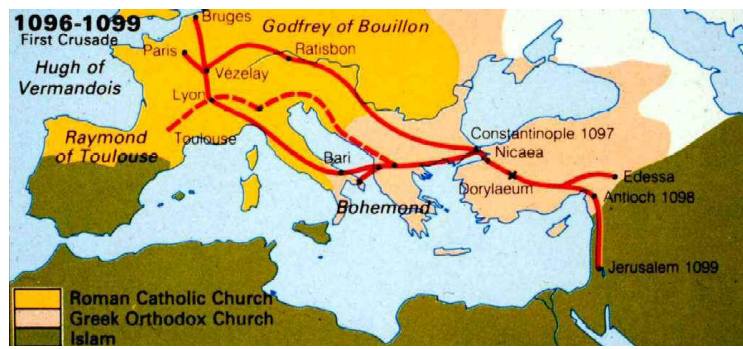 1096-1099
First Crusade
Hugh of
Vermandois
Bruges
Godfrey of Bouillon
Paris
Ratisbon
Vézelay
Lyon
Raymond
of Toulouse
Toulouse
Bari
Bohemond
Constantinople 1097
Nicaea
Dorylaeum
Edessa
Antioch 1098
Jerusalem 1099
Roman Catholic Church
Greek Orthodox Church
Islam